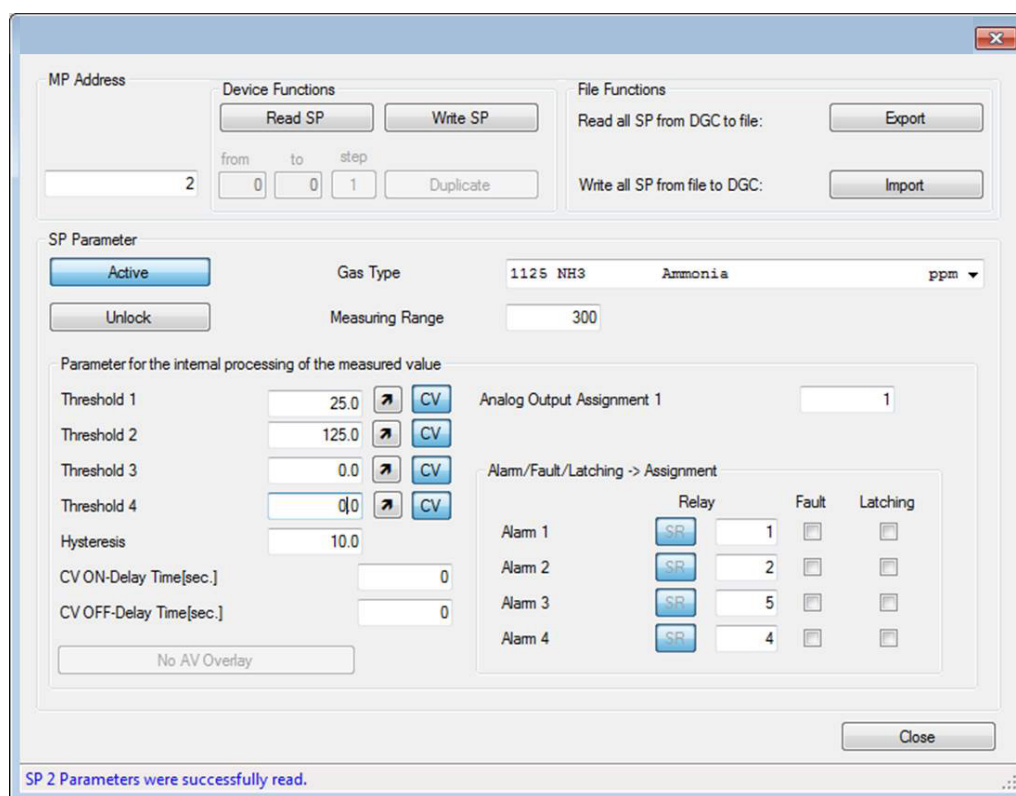 MP Address
2
Device Functions
Read SP Write SP
from to step
0 0 1 Duplicate
File Functions
Read all SP from DGC to file: Export
Write all SP from file to DGC: Import
SP Parameter
Active Gas Type 1125 NH3 Ammonia ppm
Unlock Measuring Range 300
Parameter for the internal processing of the measured value
Threshold 1 25.0 CV
Threshold 2 125.0 CV
Threshold 3 0.0 CV
Threshold 4 0.0 CV
Hysteresis 10.0
CV ON-Delay Time[sec.] 0
CV OFF-Delay Time[sec.] 0
No AV Overlay
Analog Output Assignment 1 1
Alarm/Fault/Latching -> Assignment
Relay Fault Latching
Alarm 1 SR 1
Alarm 2 SR 2
Alarm 3 SR 5
Alarm 4 SR 4
Close
SP 2 Parameters were successfully read.